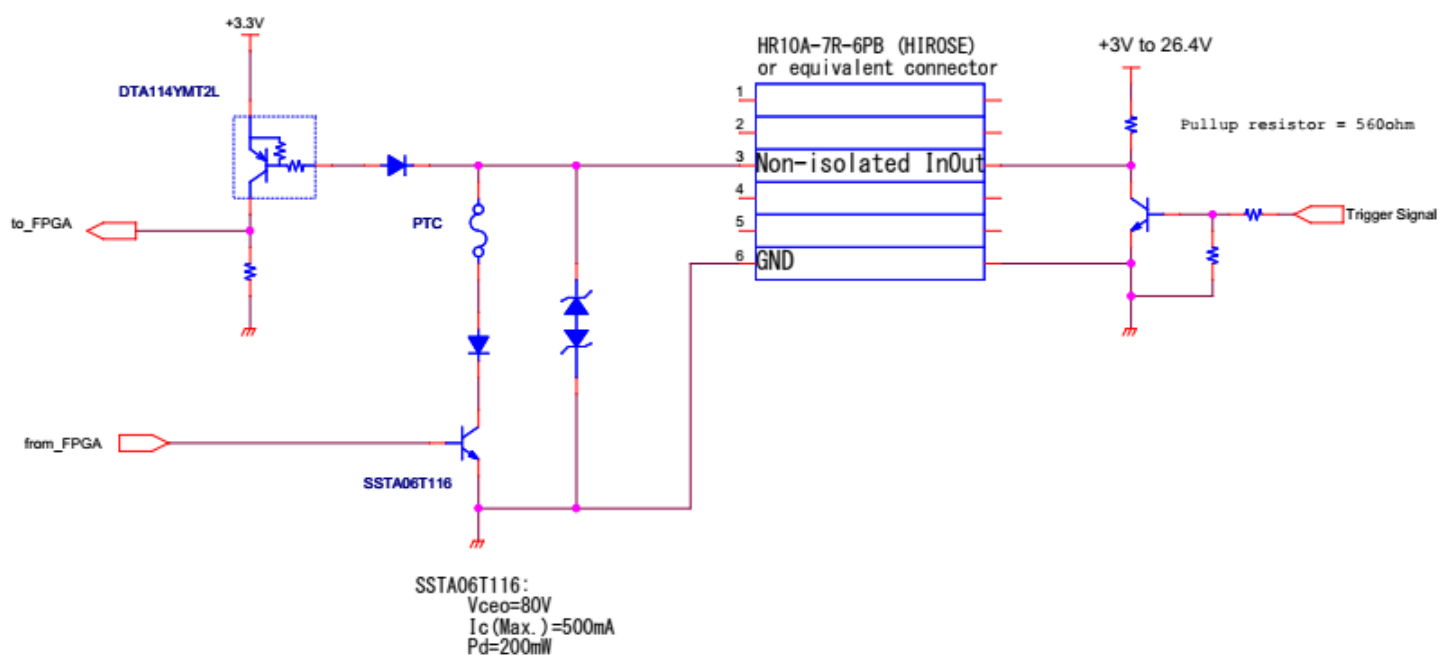 +3.3V
DTA114YMT2L
to_FPGA
PTC
from_FPGA
SSTA06T116
SSTA06T116:
Vceo=80V
Ic(Max.)=500mA
Pd=200mW
HR10A-7R-6PB (HIROSE)
or equivalent connector
1
2
3 Non-isolated InOut
4
5
6 GND
+3V to 26.4V
Pullup resistor = 560ohm
Trigger Signal